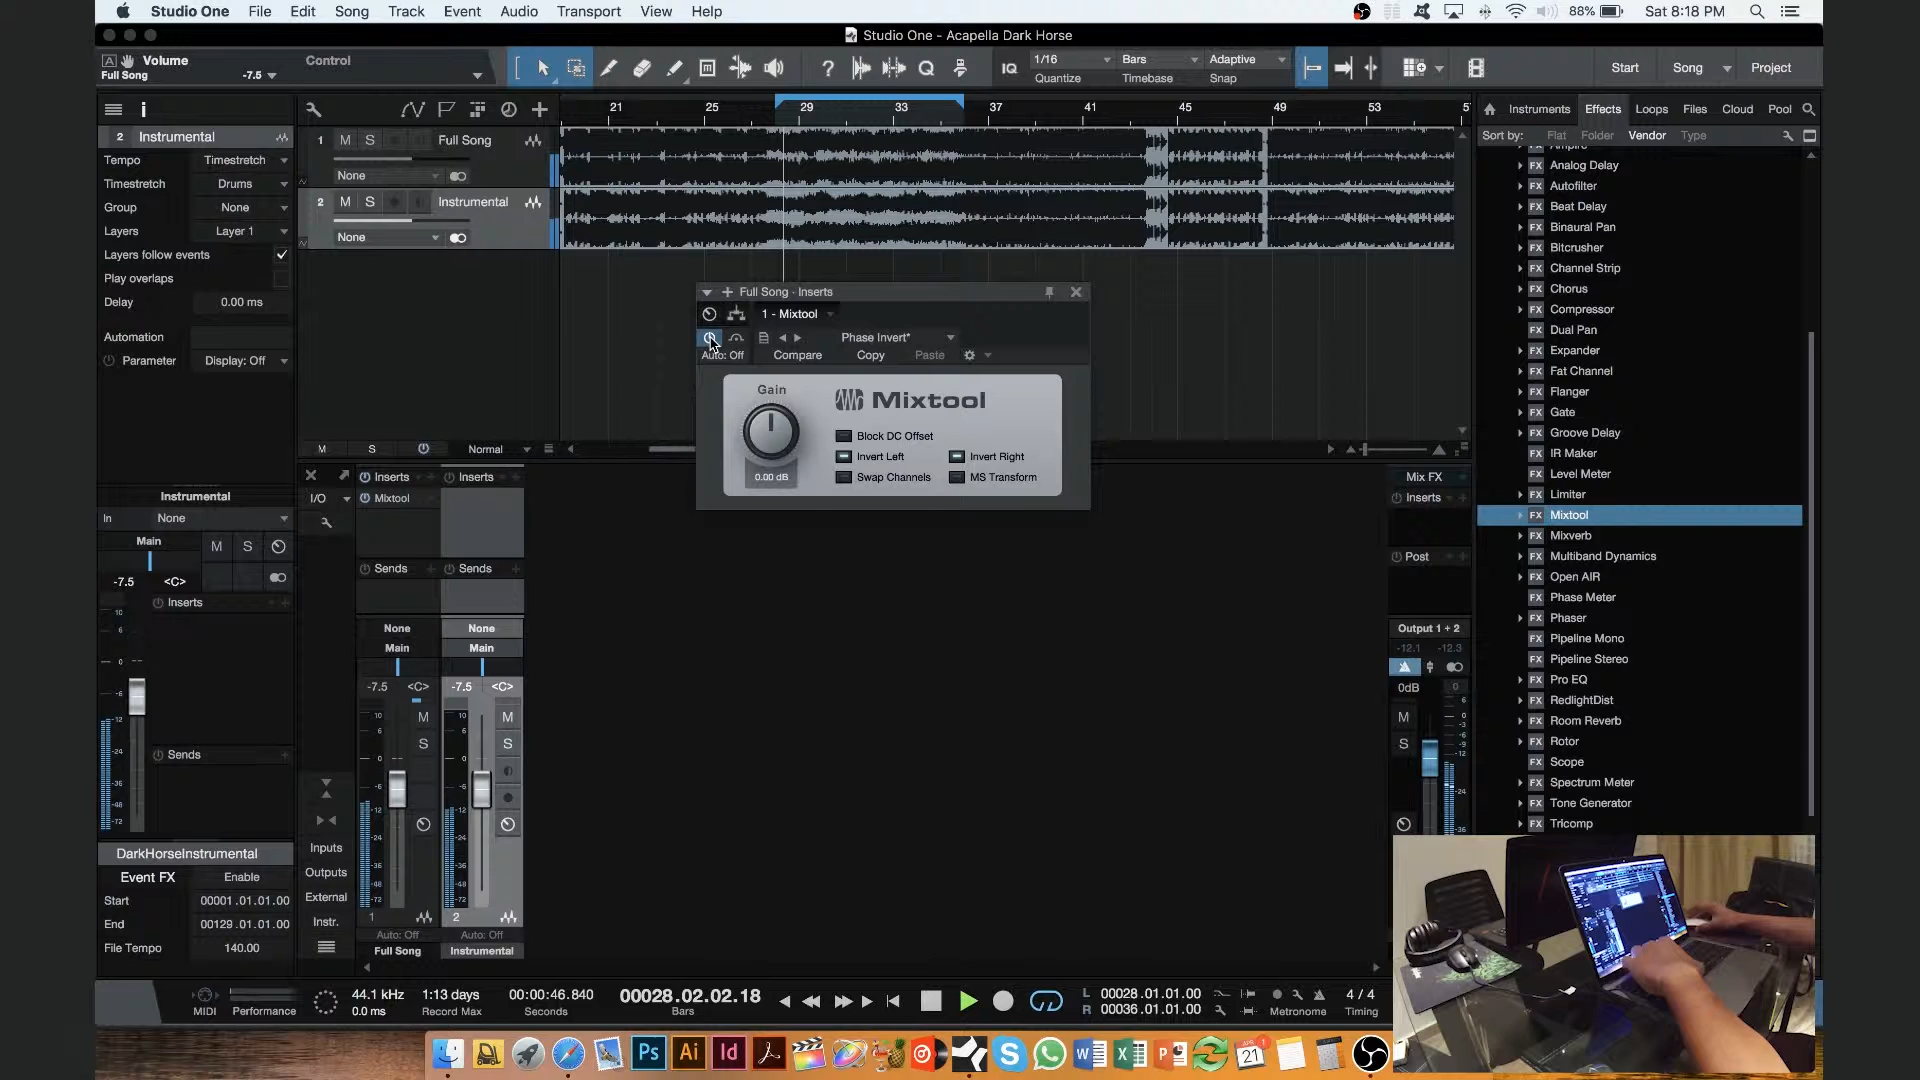 Studio One File Edit Song Track Event Audio Transport View Help 88% Sat 8:18 PM
Studio One - Acapella Dark Horse
A Volume Control
Full Song -7.5
1/16 Bars Adaptive
IQ Quantize Timebase Snap
Start Song Project
21 25 29 33 37 41 45 49 53 5
Instruments Effects Loops Files Cloud Pool
Sort by: Flat Folder Vendor Type
2 Instrumental
Tempo Timestretch
Timestretch Drums
Group None
Layers Layer 1
Layers follow events
Play overlaps
Delay 0.00 ms
Automation
Parameter Display: Off
1 M S Full Song
None
2 M S Instrumental
None
M S Normal
Full Song - Inserts
1 - Mixtool
Phase Invert*
Auto: Off Compare Copy Paste
Gain Mixtool
0.00 dB
Block DC Offset
Invert Left Invert Right
Swap Channels MS Transform
Analog Delay
Autofilter
Beat Delay
Binaural Pan
Bitcrusher
Channel Strip
Chorus
Compressor
Dual Pan
Expander
Fat Channel
Flanger
Gate
Groove Delay
IR Maker
Level Meter
Limiter
Mixtool
Mixverb
Multiband Dynamics
Open AIR
Phase Meter
Phaser
Pipeline Mono
Pipeline Stereo
Pro EQ
RedlightDist
Room Reverb
Rotor
Scope
Spectrum Meter
Tone Generator
Tricomp
Instrumental
In None
Main M S
-7.5 <C>
Inserts
Sends
DarkHorseInstrumental
Event FX Enable
Start 00001.01.01.00
End 00129.01.01.00
File Tempo 140.00
I/O
Inputs
Outputs
External
Instr.
Inserts Inserts
Mixtool
Sends Sends
None None
Main Main
-7.5 <C> -7.5 <C>
M M
S S
1 2
Auto: Off Auto: Off
Full Song Instrumental
Mix FX
Inserts
Post
Output 1 + 2
-12.1 -12.3
0dB 0
M
S
MIDI Performance
44.1 kHz 1:13 days 00:00:46.840 00028.02.02.18
0.0 ms Record Max Seconds Bars
L 00028.01.01.00
R 00036.01.01.00
Metronome
4 / 4
Timing
Ps Ai Id
21